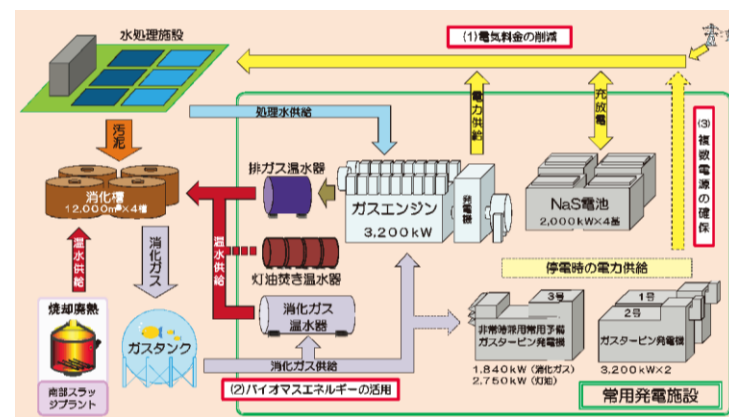 水処理施設
(1)電気料金の削減
処理水供給
電力供給
充放電
(3)複数電源の確保
汚泥
排ガス温水器
ガスエンジン
3,200kW
発電機
NaS電池
2,000kW×4基
消化槽
12,000m³×4槽
温水供給
消化ガス
温水供給
灯油焚き温水器
停電時の電力供給
焼却廃熱
ガスタンク
消化ガス
温水器
3号
非常時兼用常用予備
ガスタービン発電機
1号
2号
ガスタービン発電機
消化ガス供給
1,840kW(消化ガス)
2,750kW(灯油)
3,200kW×2
南部スラッ
ジプラント
(2)バイオマスエネルギーの活用
常用発電施設